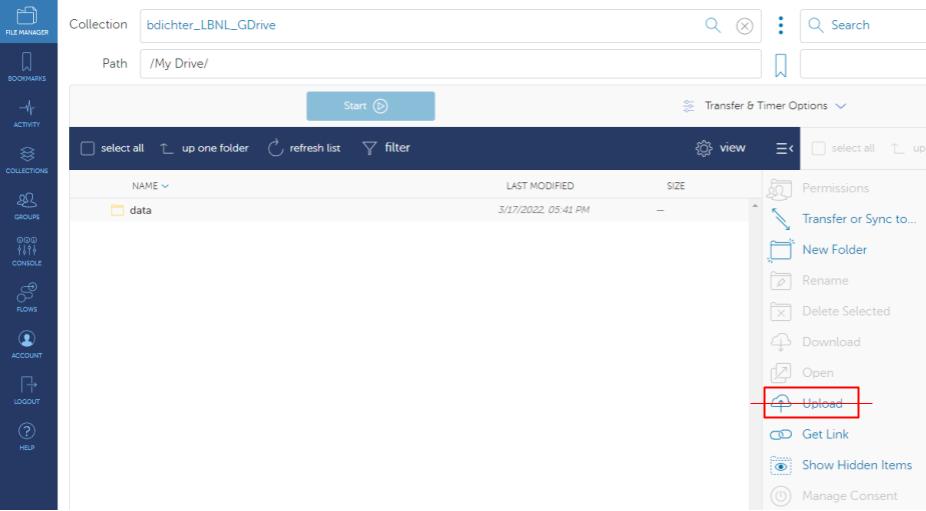 FILE MANAGER
BOOKMARKS
ACTIVITY
COLLECTIONS
GROUPS
CONSOLE
FLOWS
ACCOUNT
LOGOUT
HELP
Collection bdichter_LBNL_GDrive Search
Path /My Drive/
Start Transfer & Timer Options
select all up one folder refresh list filter view select all up
NAME LAST MODIFIED SIZE
data 3/17/2022, 05:41 PM —
Permissions
Transfer or Sync to...
New Folder
Rename
Delete Selected
Download
Open
Upload
Get Link
Show Hidden Items
Manage Consent